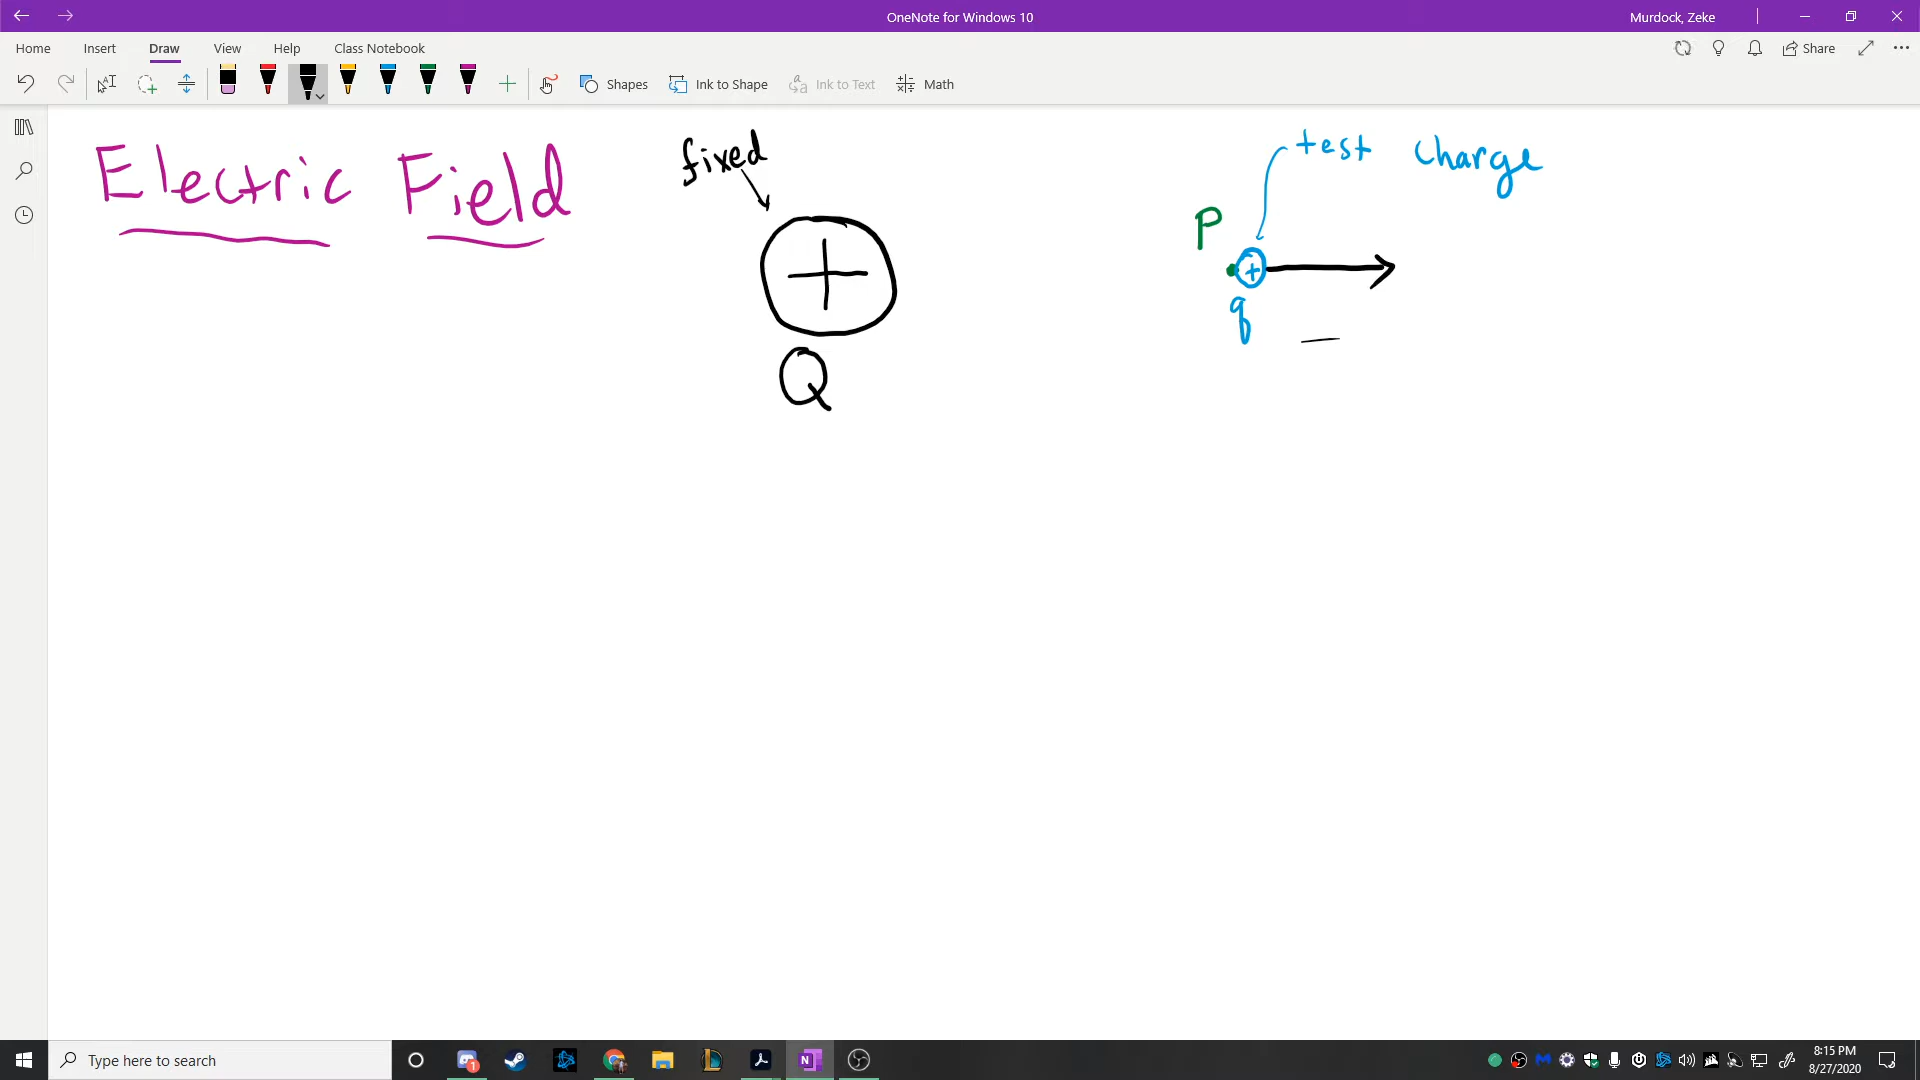 OneNote for Windows 10
Murdock, Zeke
Home Insert Draw View Help Class Notebook
Share
Shapes Ink to Shape Ink to Text Math
Electric Field
fixed
+
Q
test charge
P
+
q
Type here to search
1
8:15 PM
8/27/2020